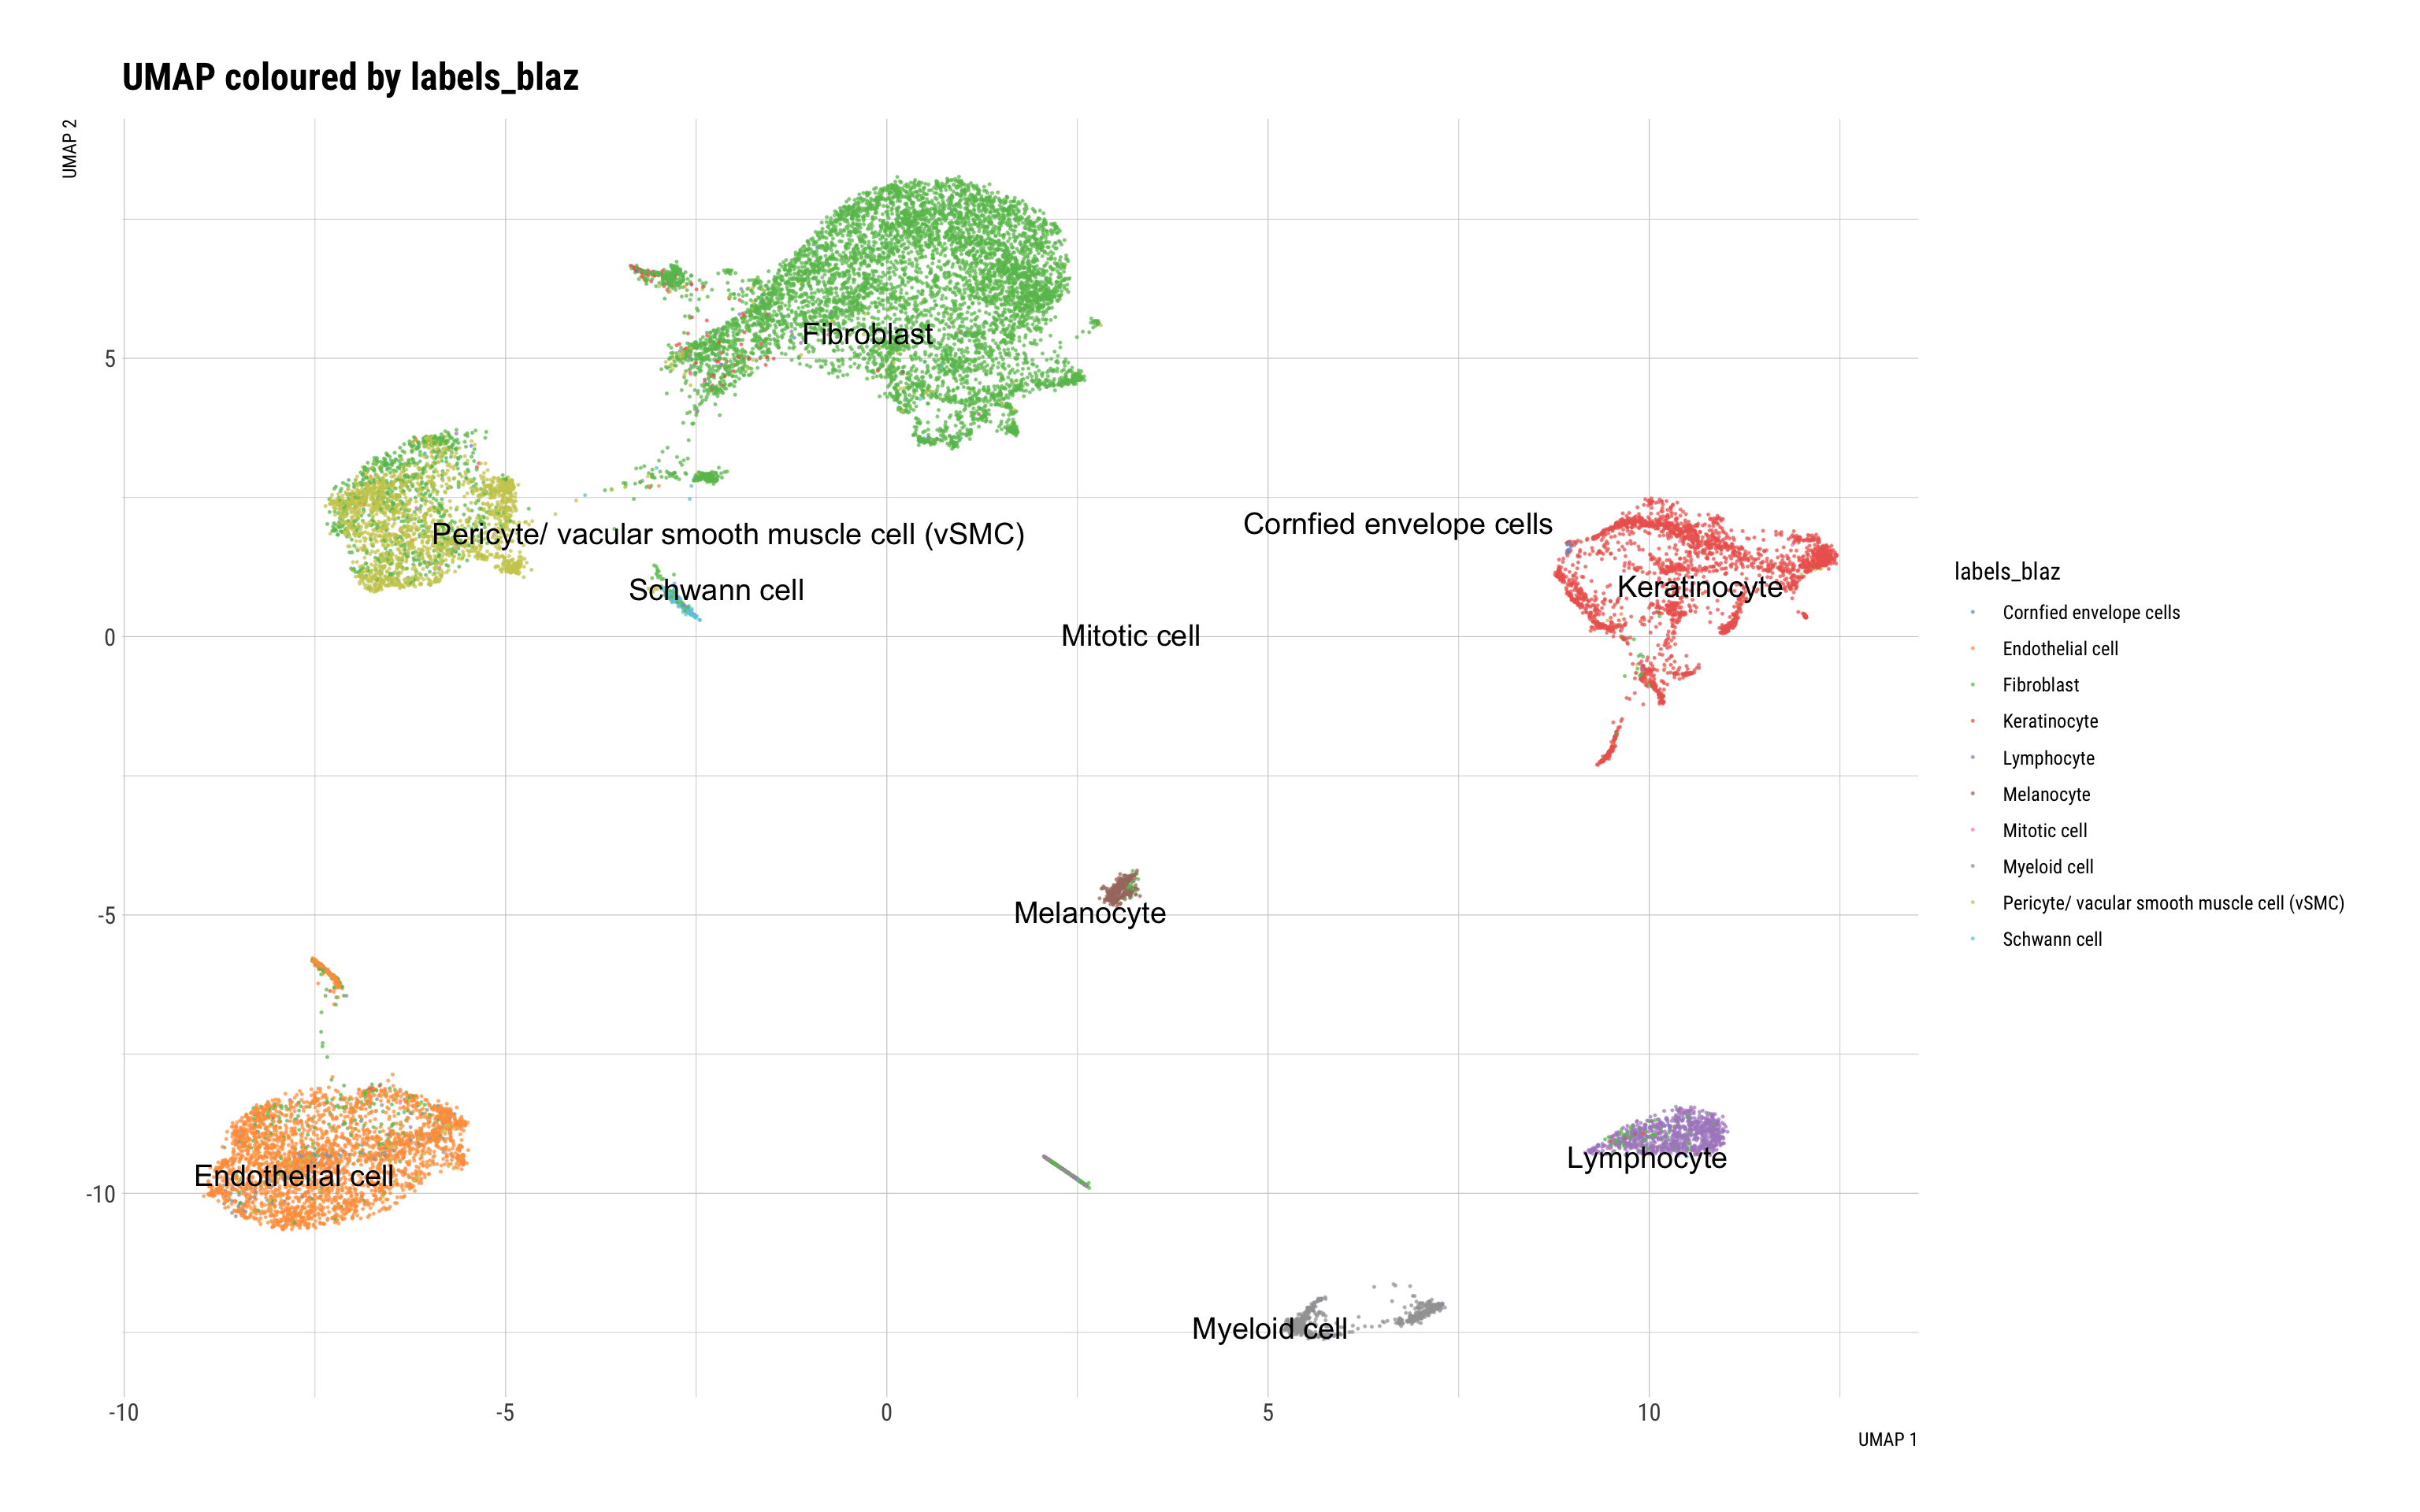 UMAP coloured by labels_blaz
UMAP 2
Fibroblast
5
Cornfied envelope cells
Pericyte/ vacular smooth muscle cell (vSMC)
Keratinocyte
Schwann cell
0
Mitotic cell
Melanocyte
-5
Lymphocyte
Endothelial cell
-10
Myeloid cell
-10
-5
0
5
10
UMAP 1
labels_blaz
Cornfied envelope cells
Endothelial cell
Fibroblast
Keratinocyte
Lymphocyte
Melanocyte
Mitotic cell
Myeloid cell
Pericyte/ vacular smooth muscle cell (vSMC)
Schwann cell